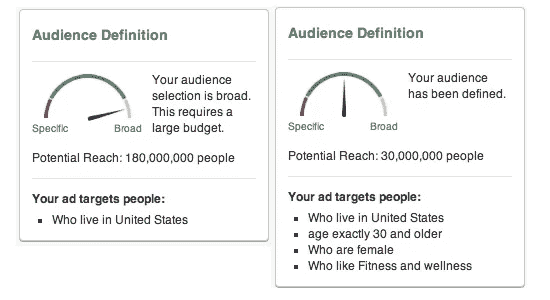 Audience Definition
Your audience
selection is broad.
This requires a
large budget.
Specific
Broad
Potential Reach: 180,000,000 people
Your ad targets people:
Who live in United States
Audience Definition
Your audience
has been defined.
Specific
Broad
Potential Reach: 30,000,000 people
Your ad targets people:
Who live in United States
age exactly 30 and older
Who are female
Who like Fitness and wellness